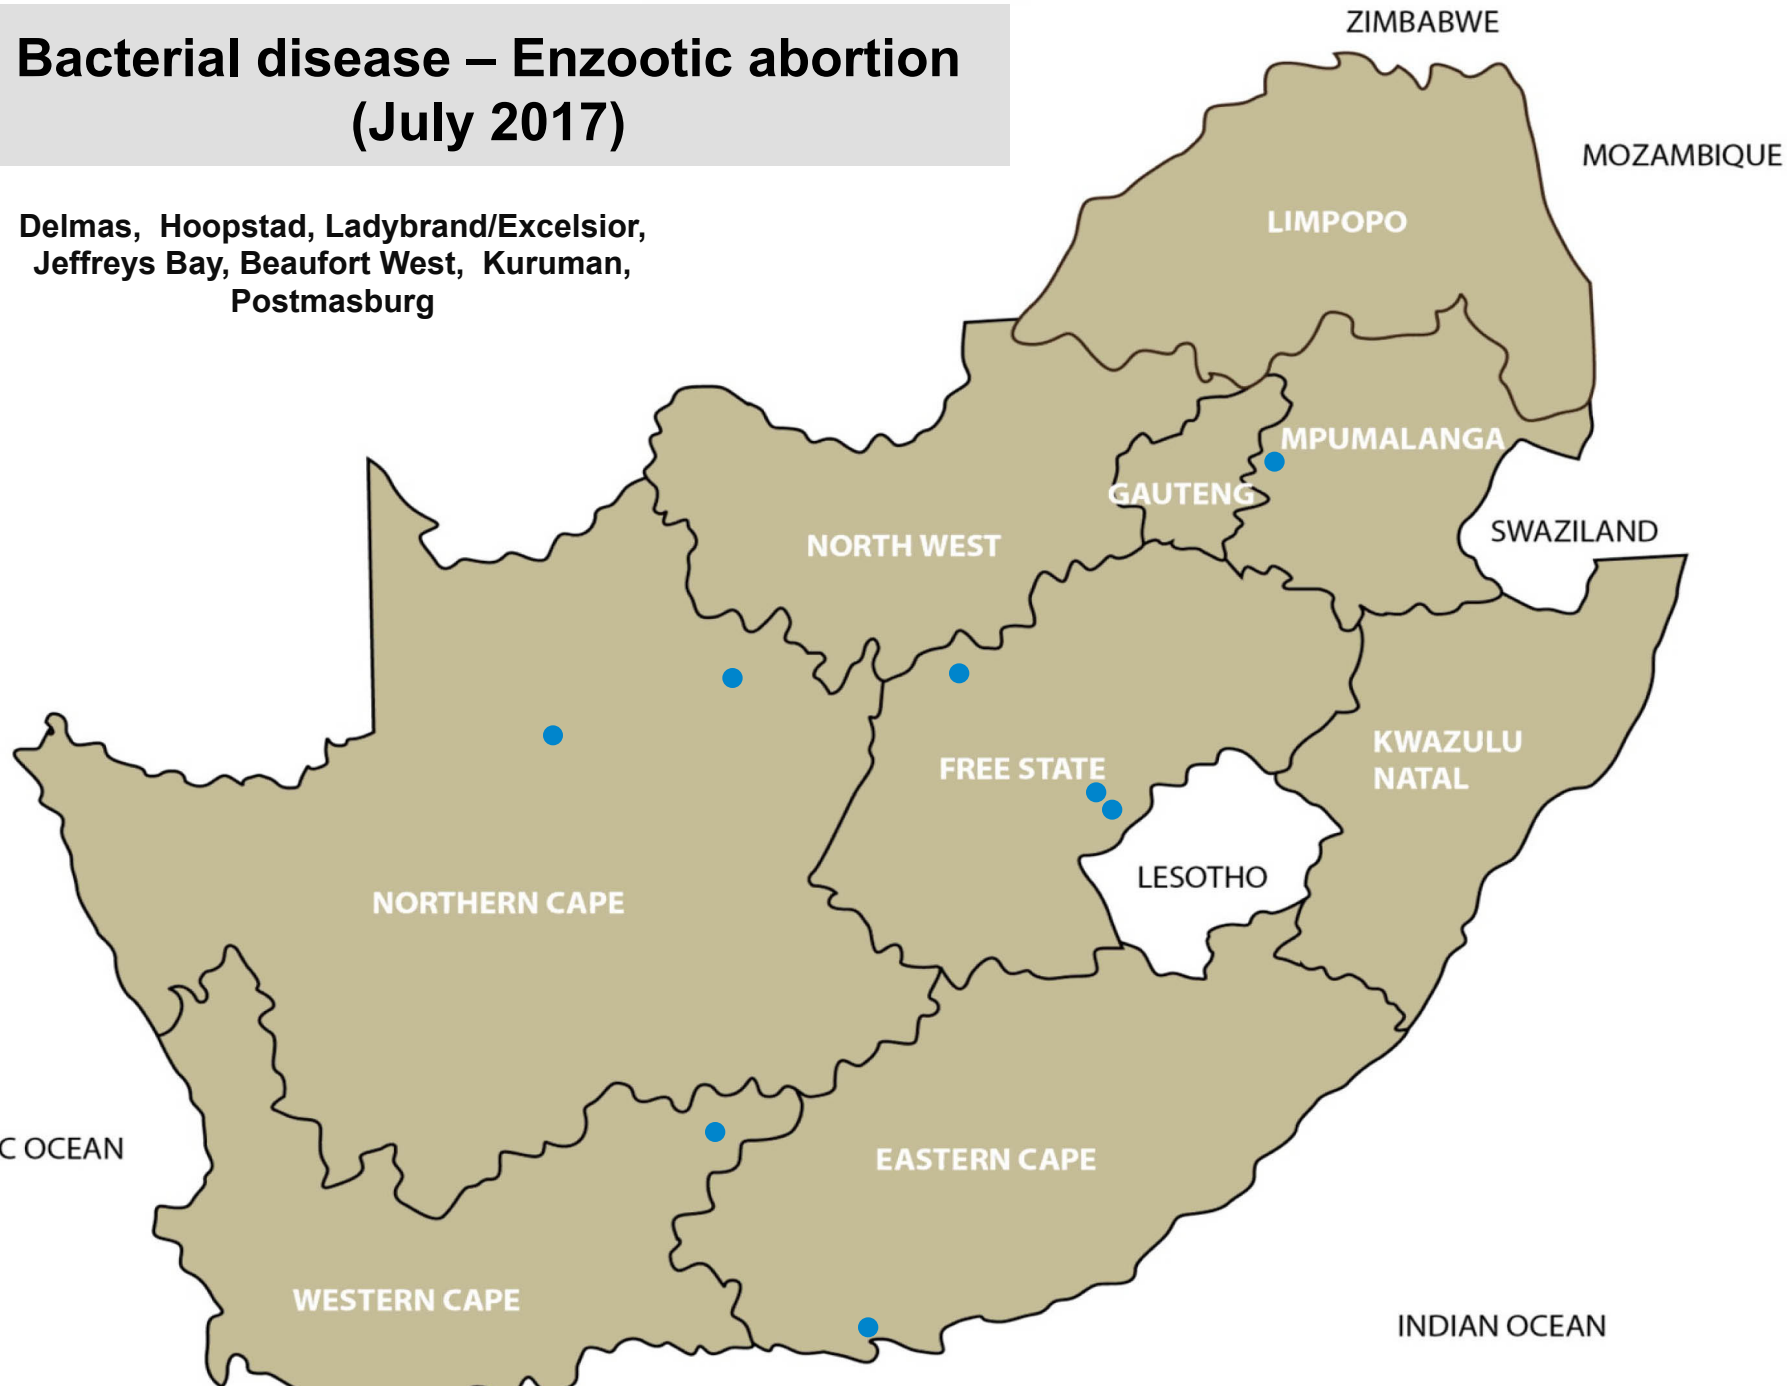 Bacterial disease – Enzootic abortion
(July 2017)
Delmas,  Hoopstad, Ladybrand/Excelsior,
Jeffreys Bay, Beaufort West,  Kuruman,
Postmasburg
ZIMBABWE
MOZAMBIQUE
LIMPOPO
MPUMALANGA
GAUTENG
SWAZILAND
NORTH WEST
KWAZULU
NATAL
FREE STATE
LESOTHO
NORTHERN CAPE
C OCEAN
EASTERN CAPE
WESTERN CAPE
INDIAN OCEAN